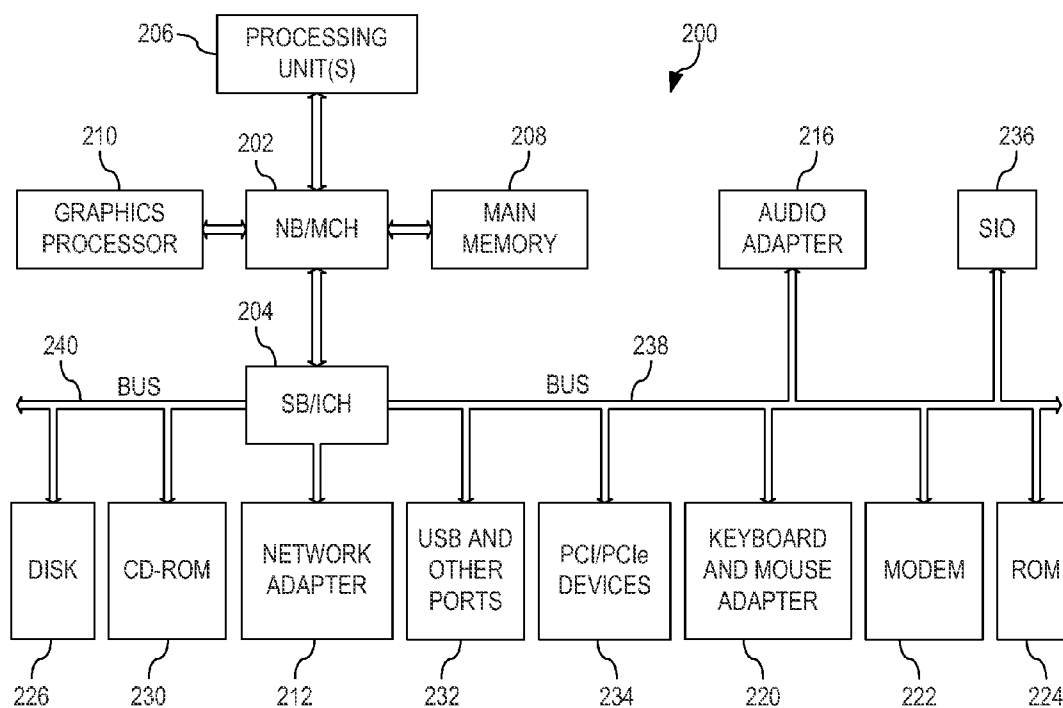 206
PROCESSING
UNIT(S)
200
210
202
208
216
236
GRAPHICS
PROCESSOR
NB/MCH
MAIN
MEMORY
AUDIO
ADAPTER
SIO
204
240
BUS
SB/ICH
BUS
238
DISK
CD-ROM
NETWORK
ADAPTER
USB AND
OTHER
PORTS
PCI/PCIe
DEVICES
KEYBOARD
AND MOUSE
ADAPTER
MODEM
ROM
226
230
212
232
234
220
222
224